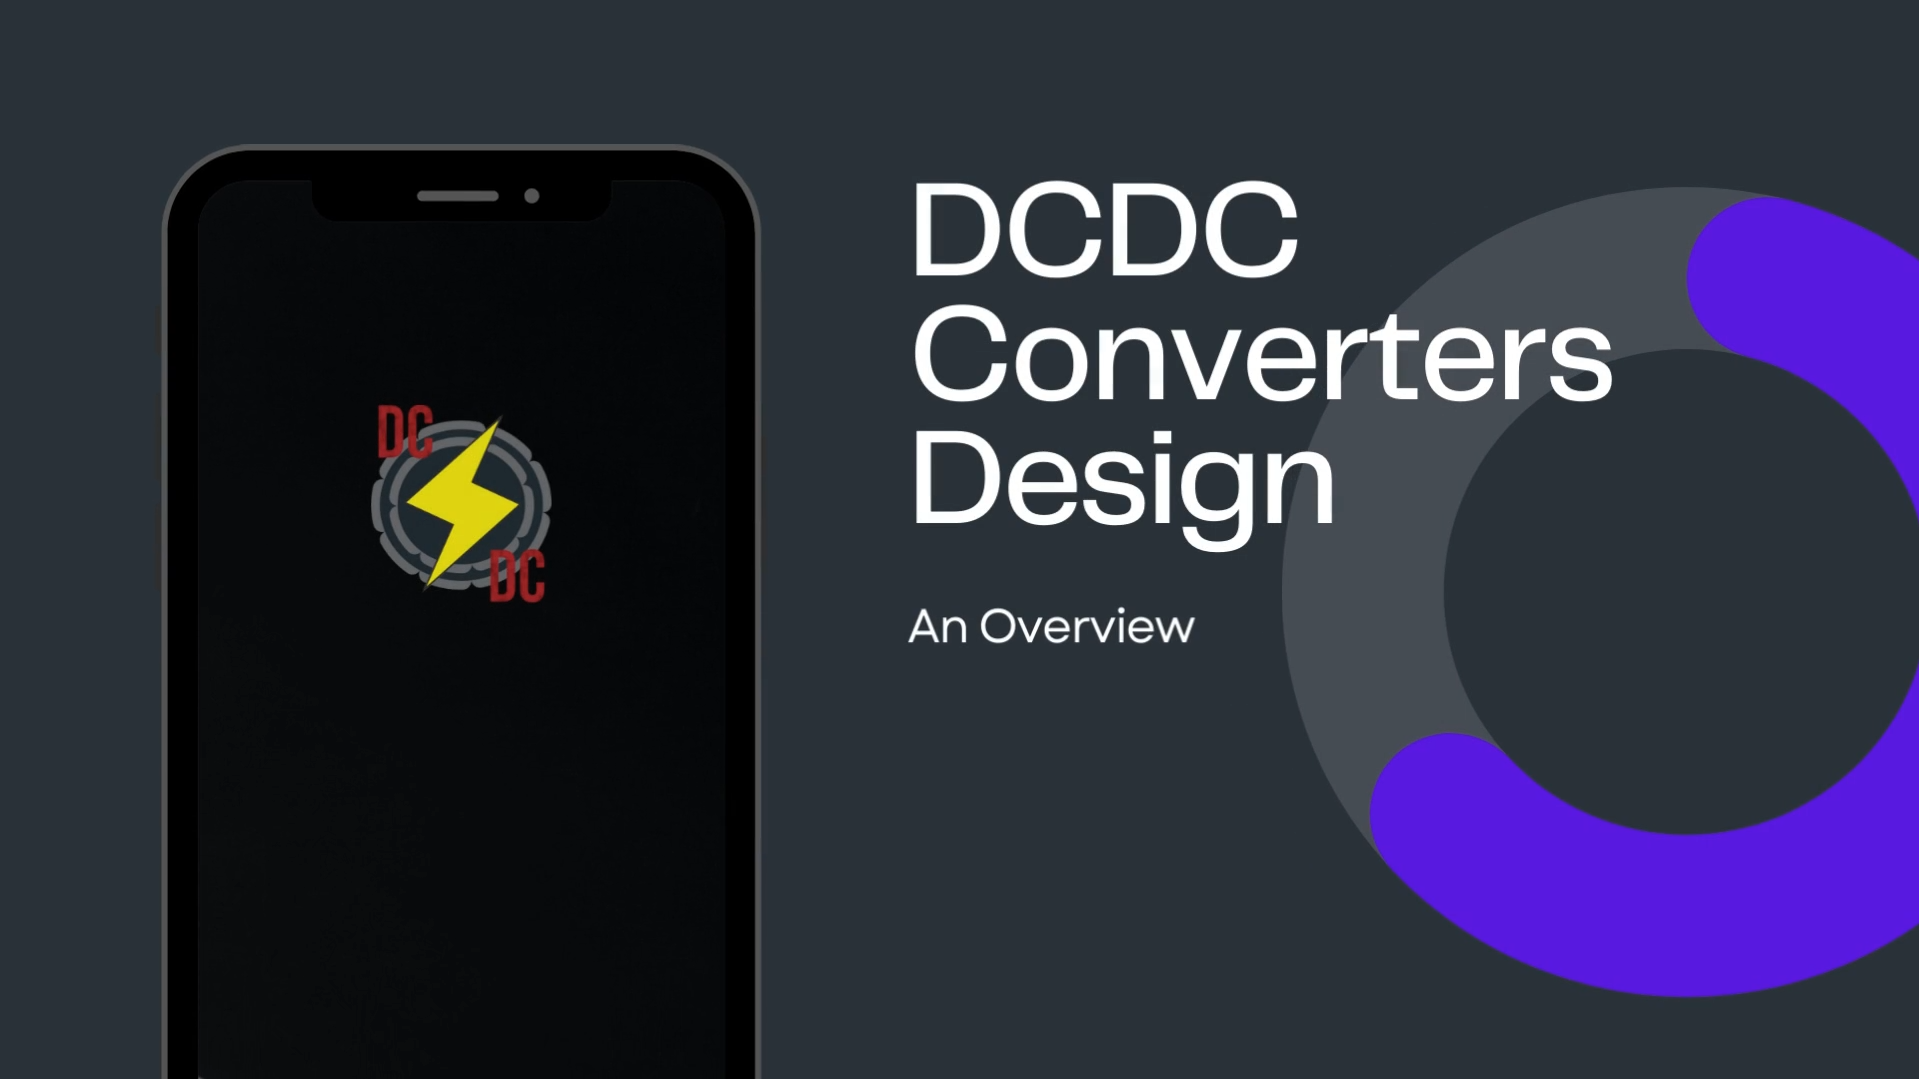 DC
DC
DCDC
Converters
Design
An Overview